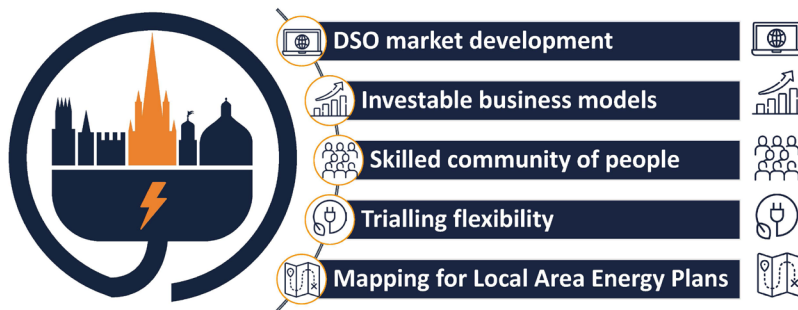 DSO market development
Investable business models
Skilled community of people
Trialling flexibility
Mapping for Local Area Energy Plans